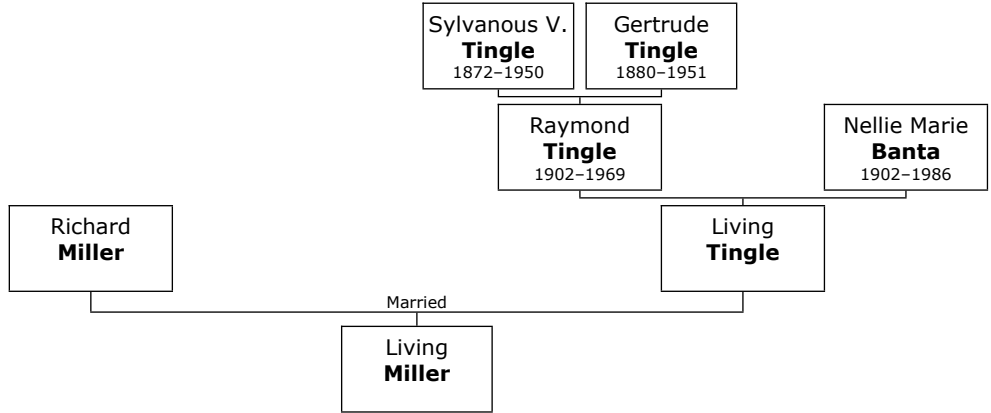 Sylvanous V.
Tingle
1872–1950
Gertrude
Tingle
1880–1951
Raymond
Tingle
1902–1969
Nellie Marie
Banta
1902–1986
Richard
Miller
Living
Tingle
Married
Living
Miller